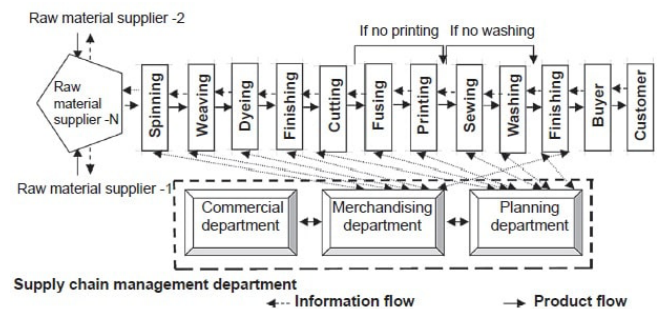 Raw material supplier -2
If no printing
If no washing
Raw
material
supplier -N
Spinning
Weaving
Dyeing
Finishing
Cutting
Fusing
Printing
Sewing
Washing
Finishing
Buyer
Customer
Raw material supplier -1
Commercial
department
Merchandising
department
Planning
department
Supply chain management department
Information flow
Product flow